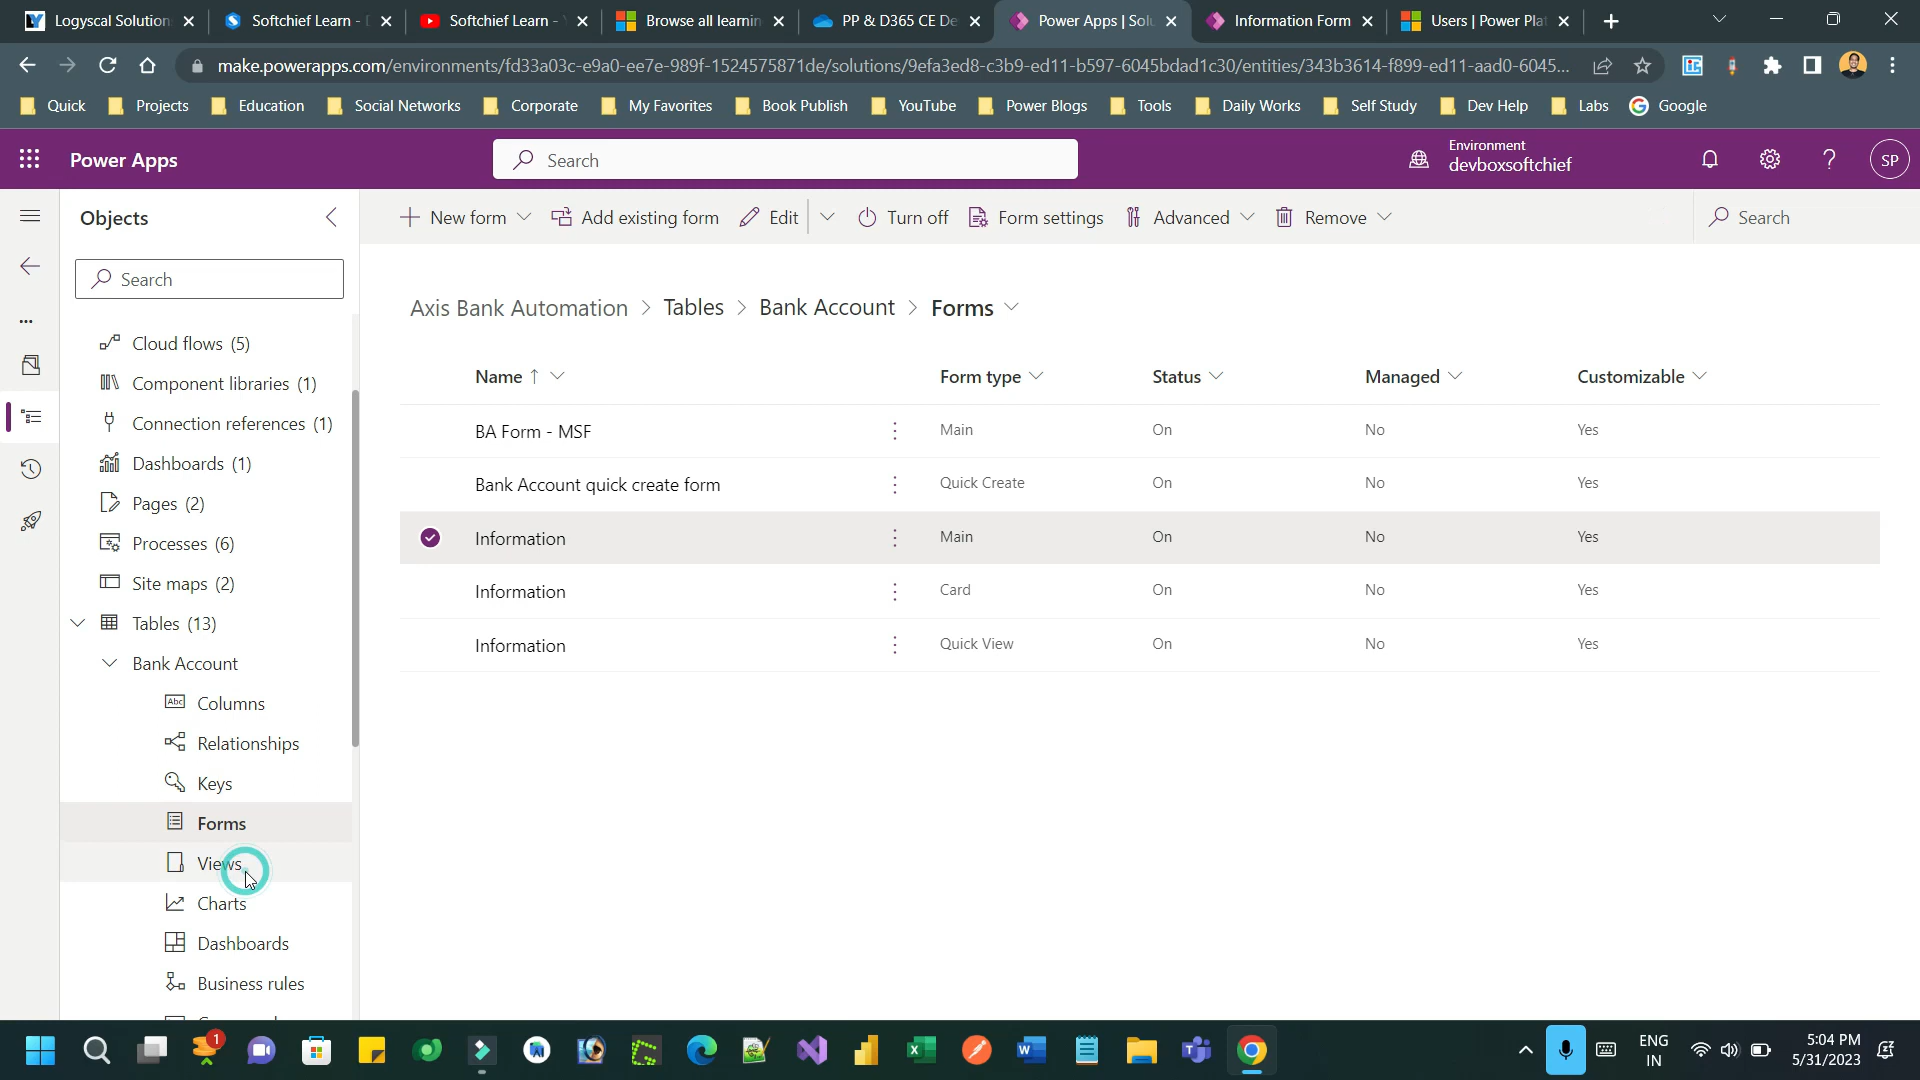 Logyscal Solution
Softchief Learn - D
Softchief Learn - Y
Browse all learnin
PP & D365 CE De
Power Apps | Solu
Information Form
Users | Power Pla
make.powerapps.com/environments/fd33a03c-e9a0-ee7e-989f-1524575871de/solutions/9efa3ed8-c3b9-ed11-b597-6045bdad1c30/entities/343b3614-f899-ed11-aad0-6045...
Quick
Projects
Education
Social Networks
Corporate
My Favorites
Book Publish
YouTube
Power Blogs
Tools
Daily Works
Self Study
Dev Help
Labs
Google
Power Apps
Search
Environment
devboxsoftchief
SP
Objects
New form
Add existing form
Edit
Turn off
Form settings
Advanced
Remove
Search
Search
Axis Bank Automation > Tables > Bank Account > Forms
Cloud flows (5)
Component libraries (1)
Connection references (1)
Dashboards (1)
Pages (2)
Processes (6)
Site maps (2)
Tables (13)
Bank Account
Columns
Relationships
Keys
Forms
Views
Charts
Dashboards
Business rules
Name ↑ Form type Status Managed Customizable
BA Form - MSF Main On No Yes
Bank Account quick create form Quick Create On No Yes
Information Main On No Yes
Information Card On No Yes
Information Quick View On No Yes
1
ENG
IN
5:04 PM
5/31/2023